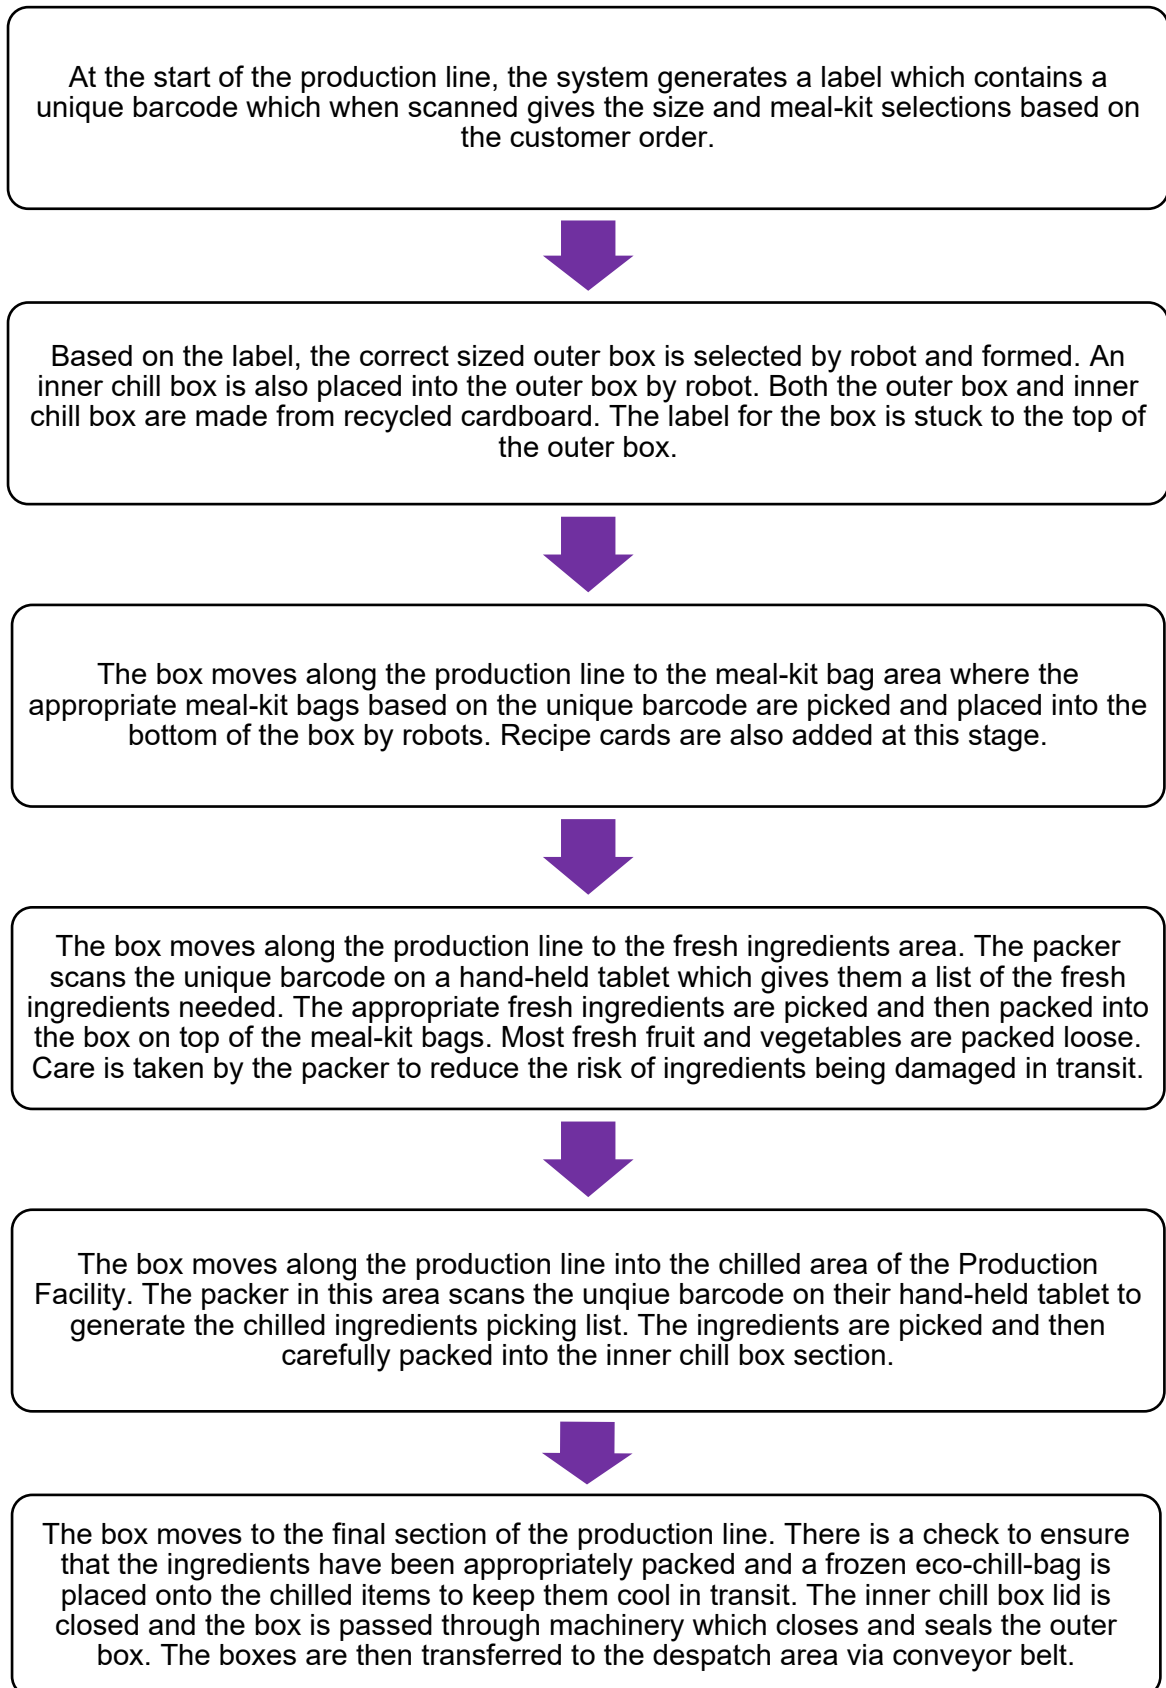 At the start of the production line, the system generates a label which contains a
unique barcode which when scanned gives the size and meal-kit selections based on
the customer order.
Based on the label, the correct sized outer box is selected by robot and formed. An
inner chill box is also placed into the outer box by robot. Both the outer box and inner
chill box are made from recycled cardboard. The label for the box is stuck to the top of
the outer box.
The box moves along the production line to the meal-kit bag area where the
appropriate meal-kit bags based on the unique barcode are picked and placed into the
bottom of the box by robots. Recipe cards are also added at this stage.
The box moves along the production line to the fresh ingredients area. The packer
scans the unique barcode on a hand-held tablet which gives them a list of the fresh
ingredients needed. The appropriate fresh ingredients are picked and then packed into
the box on top of the meal-kit bags. Most fresh fruit and vegetables are packed loose.
Care is taken by the packer to reduce the risk of ingredients being damaged in transit.
The box moves along the production line into the chilled area of the Production
Facility. The packer in this area scans the unqiue barcode on their hand-held tablet to
generate the chilled ingredients picking list. The ingredients are picked and then
carefully packed into the inner chill box section.
The box moves to the final section of the production line. There is a check to ensure
that the ingredients have been appropriately packed and a frozen eco-chill-bag is
placed onto the chilled items to keep them cool in transit. The inner chill box lid is
closed and the box is passed through machinery which closes and seals the outer
box. The boxes are then transferred to the despatch area via conveyor belt.